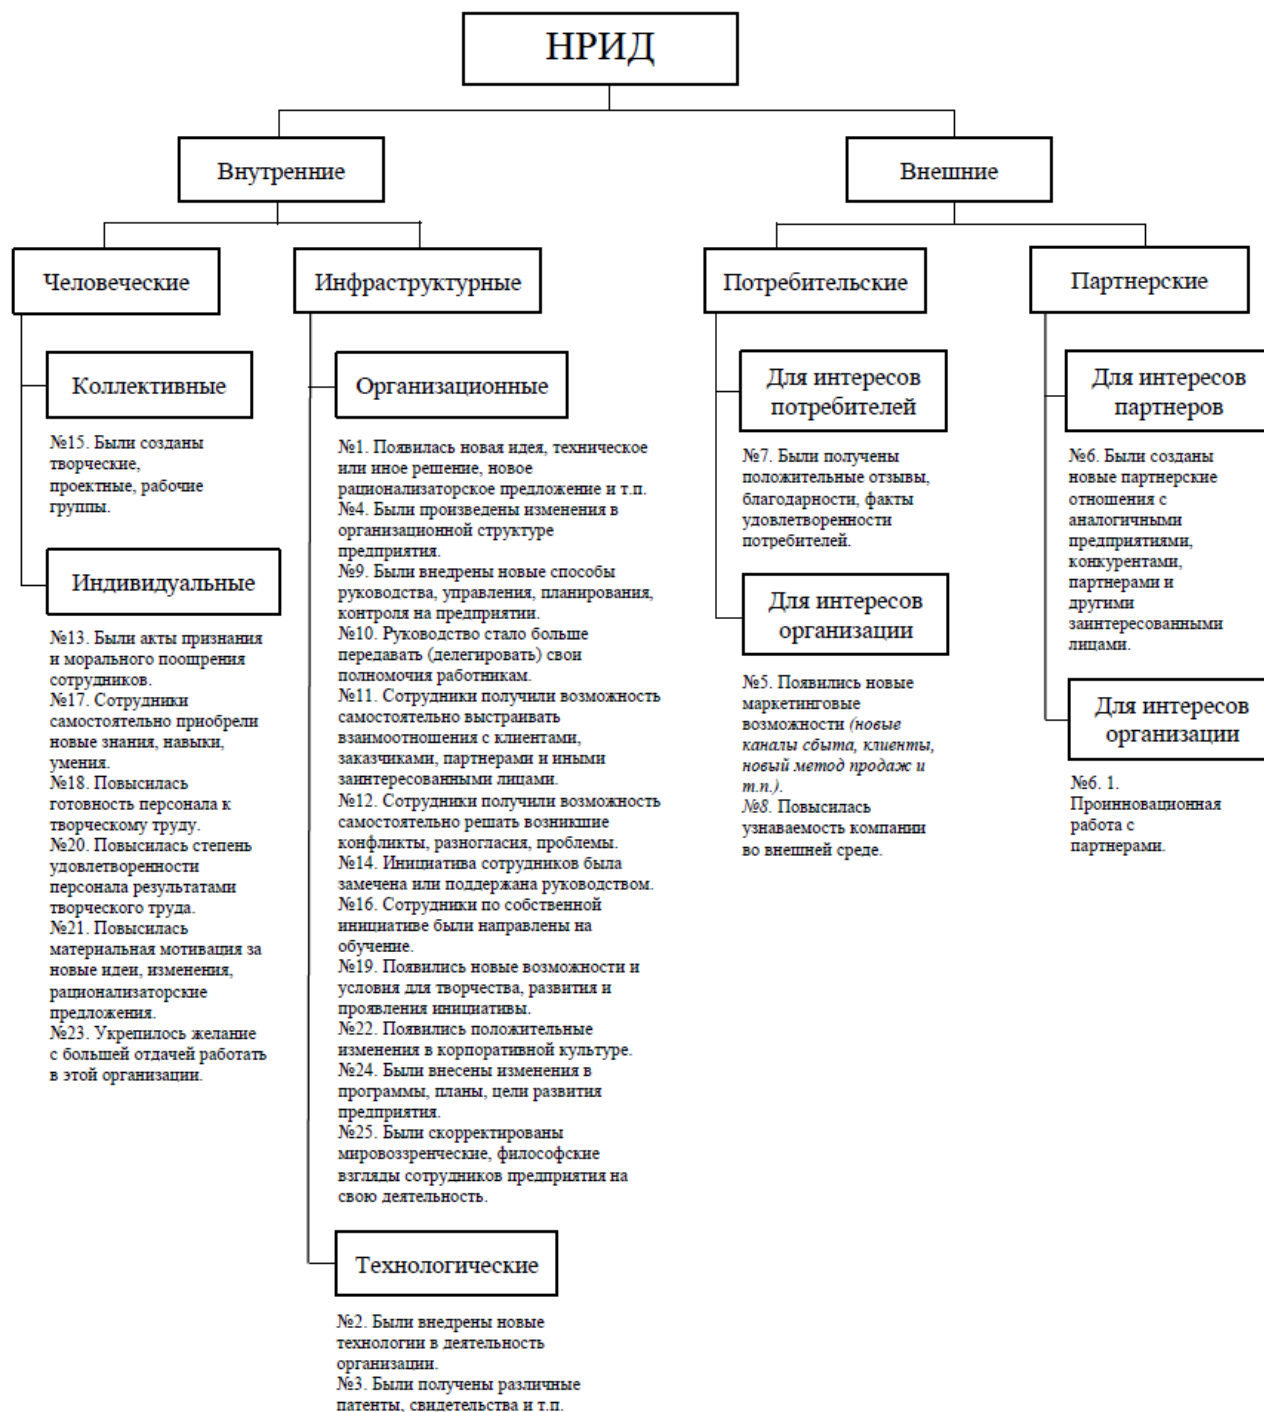 НРИД
Внутренние
Внешние
Человеческие
Инфраструктурные
Потребительские
Партнерские
Коллективные
№15. Были созданы
творческие,
проектные, рабочие
группы.
Индивидуальные
№13. Были акты признания
и морального поощрения
сотрудников.
№17. Сотрудники
самостоятельно приобрели
новые знания, навыки,
умения.
№18. Повысилась
готовность персонала к
творческому труду.
№20. Повысилась степень
удовлетворенности
персонала результатами
творческого труда.
№21. Повысилась
материальная мотивация за
новые идеи, изменения,
рационализаторские
предложения.
№23. Укрепилось желание
с большей отдачей работать
в этой организации.
Организационные
№1. Появилась новая идея, техническое
или иное решение, новое
рационализаторское предложение и т.п.
№4. Были произведены изменения в
организационной структуре
предприятия.
№9. Были внедрены новые способы
руководства, управления, планирования,
контроля на предприятии.
№10. Руководство стало больше
передавать (делегировать) свои
полномочия работникам.
№11. Сотрудники получили возможность
самостоятельно выстраивать
взаимоотношения с клиентами,
заказчиками, партнерами и иными
заинтересованными лицами.
№12. Сотрудники получили возможность
самостоятельно решать возникшие
конфликты, разногласия, проблемы.
№14. Инициатива сотрудников была
замечена или поддержана руководством.
№16. Сотрудники по собственной
инициативе были направлены на
обучение.
№19. Появились новые возможности и
условия для творчества, развития и
проявления инициативы.
№22. Появились положительные
изменения в корпоративной культуре.
№24. Были внесены изменения в
программы, планы, цели развития
предприятия.
№25. Были скорректированы
мировоззренческие, философские
взгляды сотрудников предприятия на
свою деятельность.
Технологические
№2. Были внедрены новые
технологии в деятельность
организации.
№3. Были получены различные
патенты, свидетельства и т.п.
Для интересов
потребителей
№7. Были получены
положительные отзывы,
благодарности, факты
удовлетворенности
потребителей.
Для интересов
организации
№5. Появились новые
маркетинговые
возможности (новые
каналы сбыта, клиенты,
новый метод продаж и
т.п.).
№8. Повысилась
узнаваемость компании
во внешней среде.
Для интересов
партнеров
№6. Были созданы
новые партнерские
отношения с
аналогичными
предприятиями,
конкурентами,
партнерами и
другими
заинтересованными
лицами.
Для интересов
организации
№6. 1.
Проинновационная
работа с
партнерами.